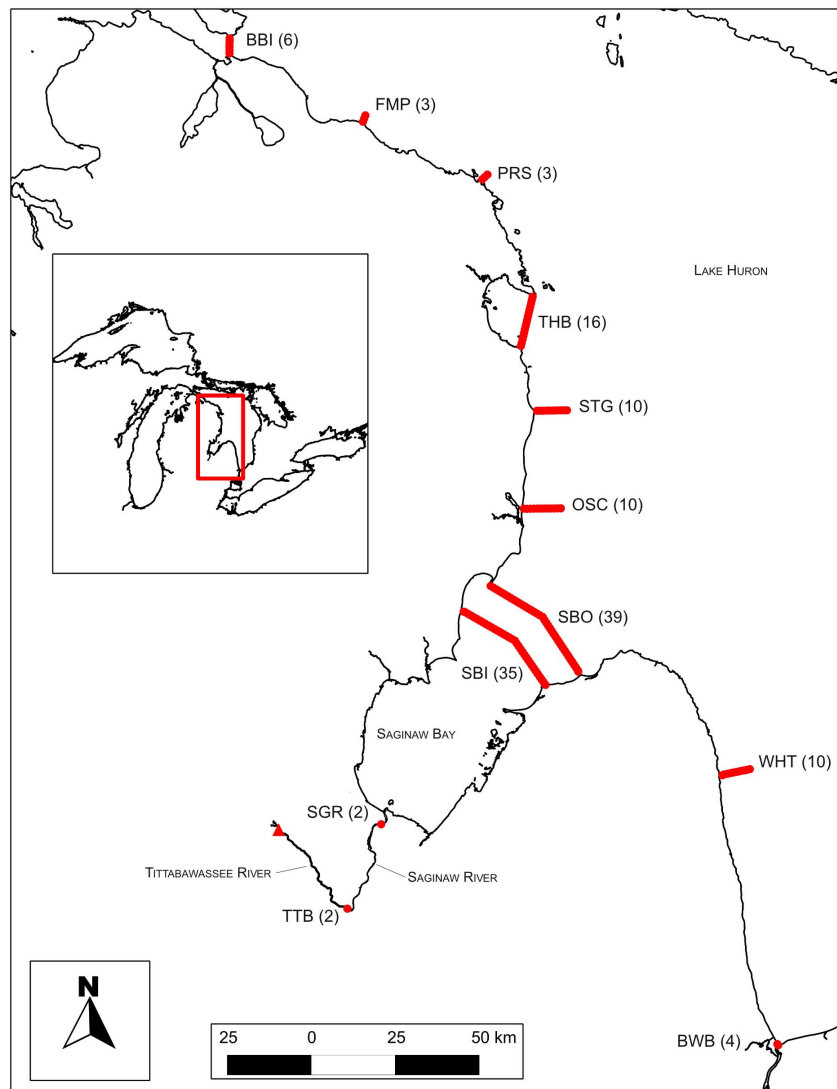 BBI (6)
FMP (3)
PRS (3)
LAKE HURON
THB (16)
STG (10)
OSC (10)
SBO (39)
SBI (35)
SAGINAW BAY
WHT (10)
SGR (2)
TITTABAWASSEE RIVER
SAGINAW RIVER
TTB (2)
N
25 0 25 50 km
BWB (4)